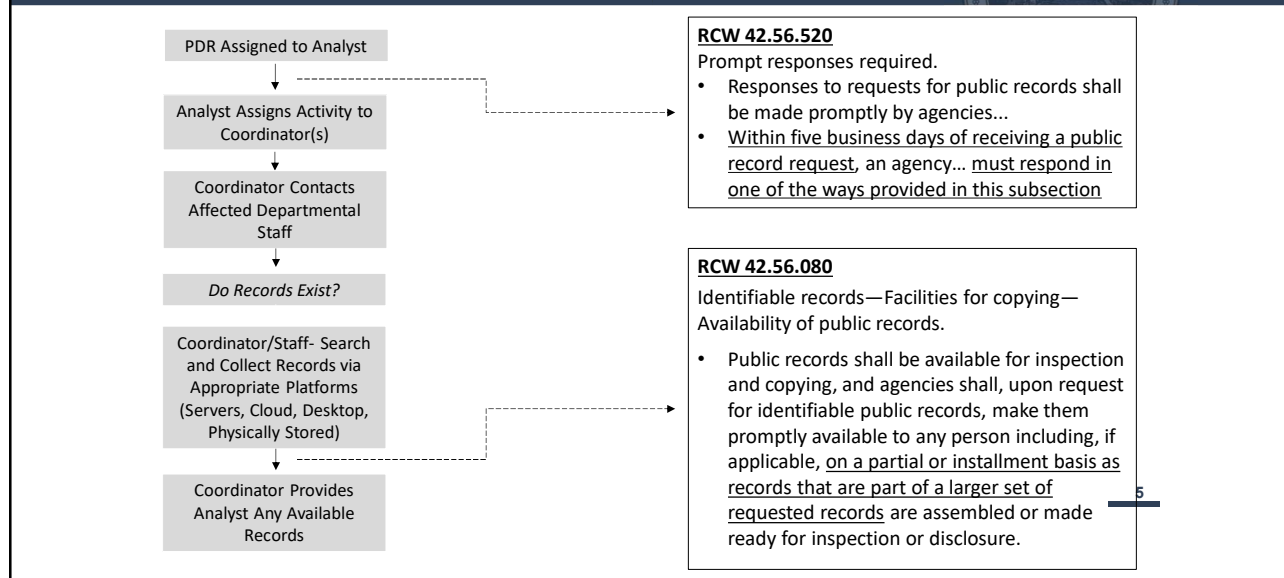 PDR Assigned to Analyst
Analyst Assigns Activity to
Coordinator(s)
Coordinator Contacts
Affected Departmental
Staff
Do Records Exist?
Coordinator/Staff- Search
and Collect Records via
Appropriate Platforms
(Servers, Cloud, Desktop,
Physically Stored)
Coordinator Provides
Analyst Any Available
Records
RCW 42.56.520
Prompt responses required.
• Responses to requests for public records shall
be made promptly by agencies...
• Within five business days of receiving a public
record request, an agency... must respond in
one of the ways provided in this subsection
RCW 42.56.080
Identifiable records—Facilities for copying—
Availability of public records.
• Public records shall be available for inspection
and copying, and agencies shall, upon request
for identifiable public records, make them
promptly available to any person including, if
applicable, on a partial or installment basis as
records that are part of a larger set of
requested records are assembled or made
ready for inspection or disclosure.
5